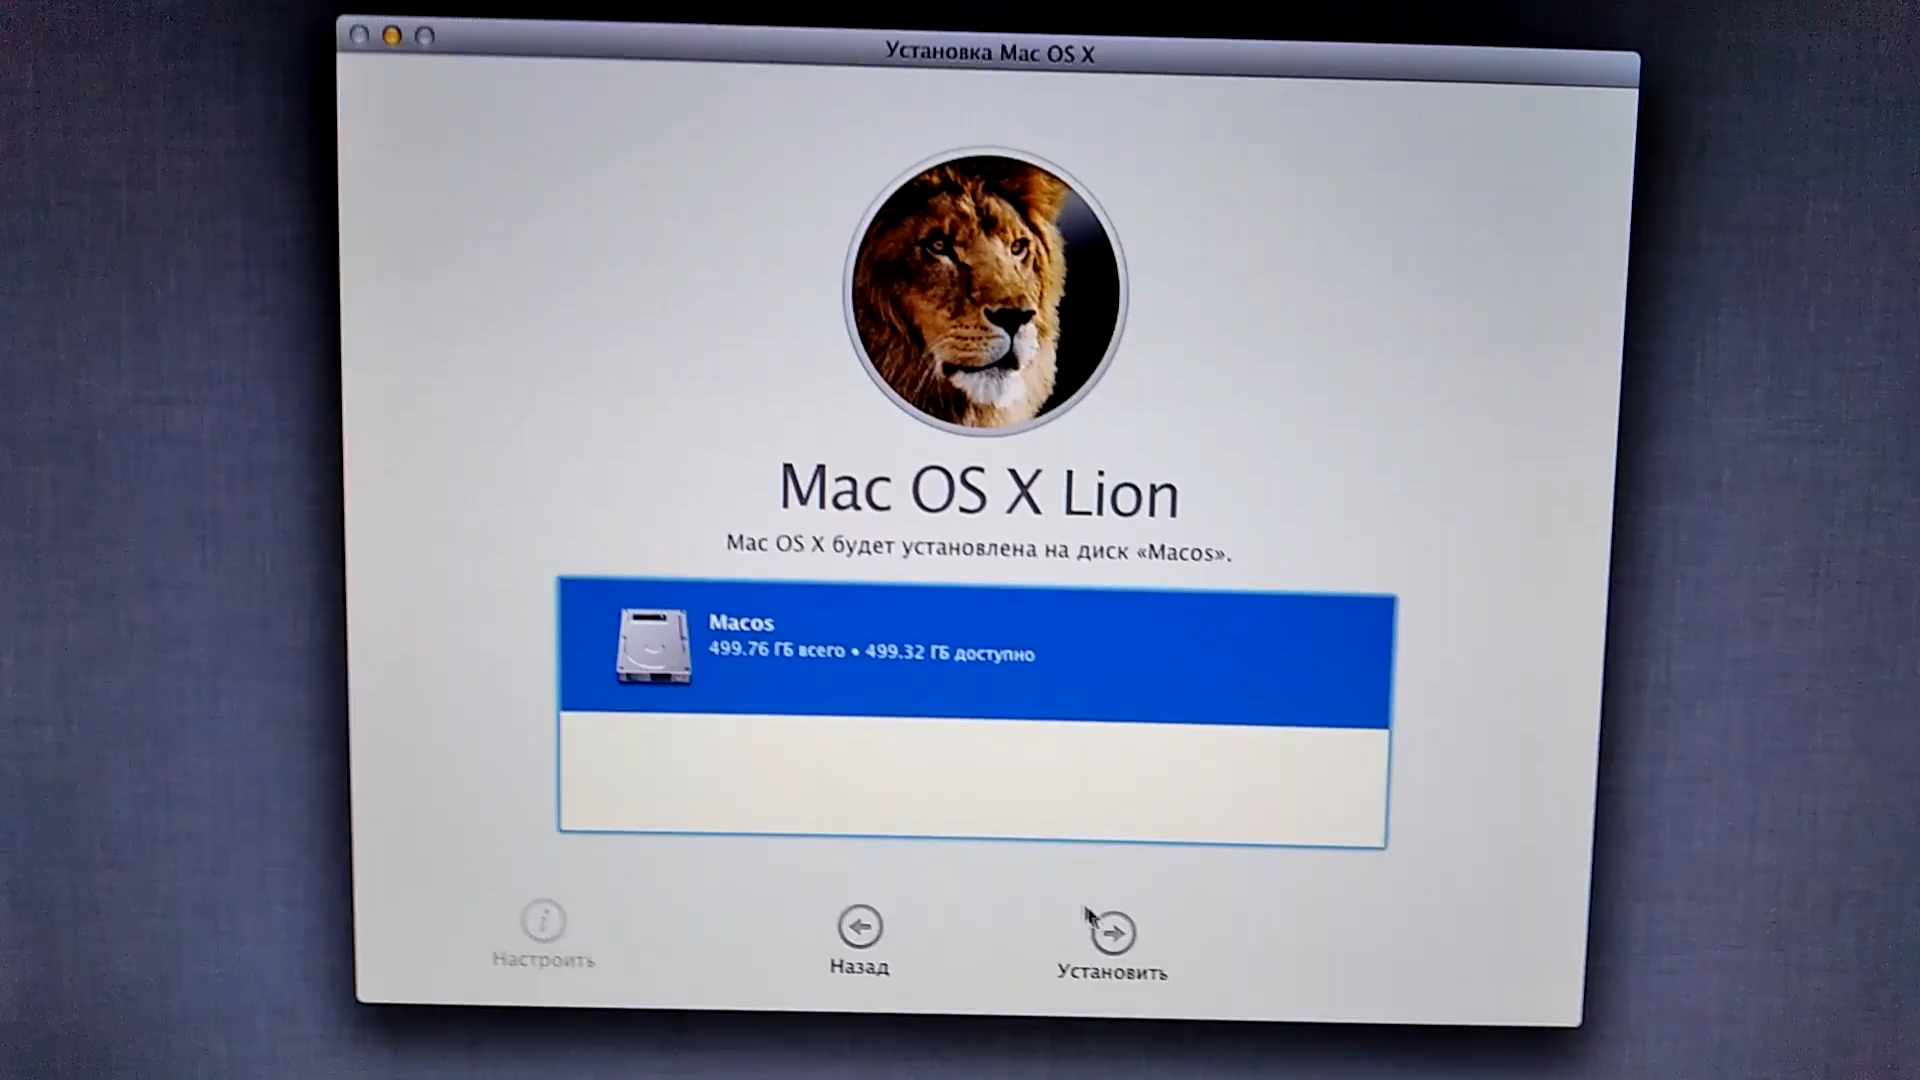 Установка Mac OS X
Mac OS X Lion
Mac OS X будет установлена на диск «Macos».
Macos
499.76 ГБ всего • 499.32 ГБ доступно
Настроить
Назад
Установить